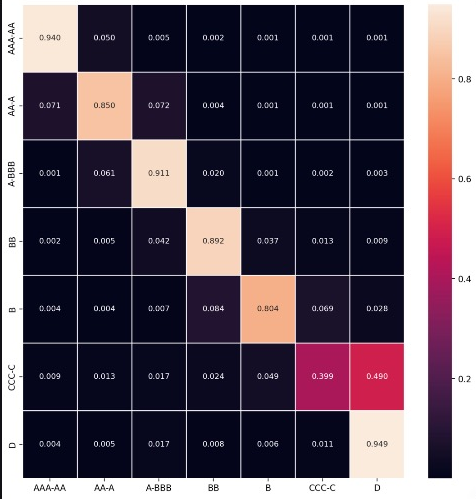 AAA-AA 0.940 0.050 0.005 0.002 0.001 0.001 0.001
AA-A 0.071 0.850 0.072 0.004 0.001 0.001 0.001
A-BBB 0.001 0.061 0.911 0.020 0.001 0.002 0.003
BB 0.002 0.005 0.042 0.892 0.037 0.013 0.009
B 0.004 0.004 0.007 0.084 0.804 0.069 0.028
CCC-C 0.009 0.013 0.017 0.024 0.049 0.399 0.490
D 0.004 0.005 0.017 0.008 0.006 0.011 0.949
AAA-AA AA-A A-BBB BB B CCC-C D
0.8
0.6
0.4
0.2